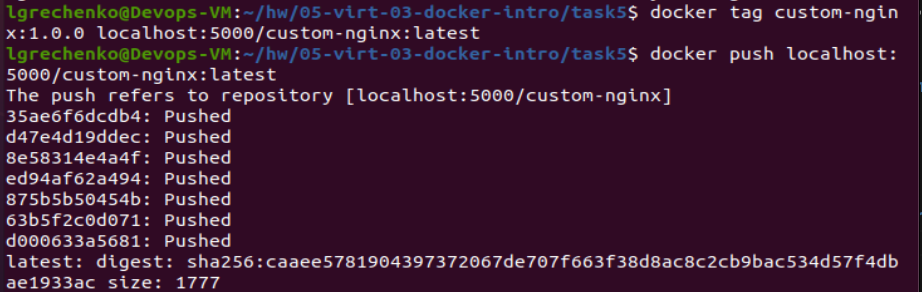 lgrechenko@Devops-VM:~/hw/05-virt-03-docker-intro/task5$ docker tag custom-ngin
x:1.0.0 localhost:5000/custom-nginx:latest
lgrechenko@Devops-VM:~/hw/05-virt-03-docker-intro/task5$ docker push localhost:
5000/custom-nginx:latest
The push refers to repository [localhost:5000/custom-nginx]
35ae6f6dcdb4: Pushed
d47e4d19ddec: Pushed
8e58314e4a4f: Pushed
ed94af62a494: Pushed
875b5b50454b: Pushed
63b5f2c0d071: Pushed
d000633a5681: Pushed
latest: digest: sha256:caaee5781904397372067de707f663f38d8ac8c2cb9bac534d57f4db
ae1933ac size: 1777